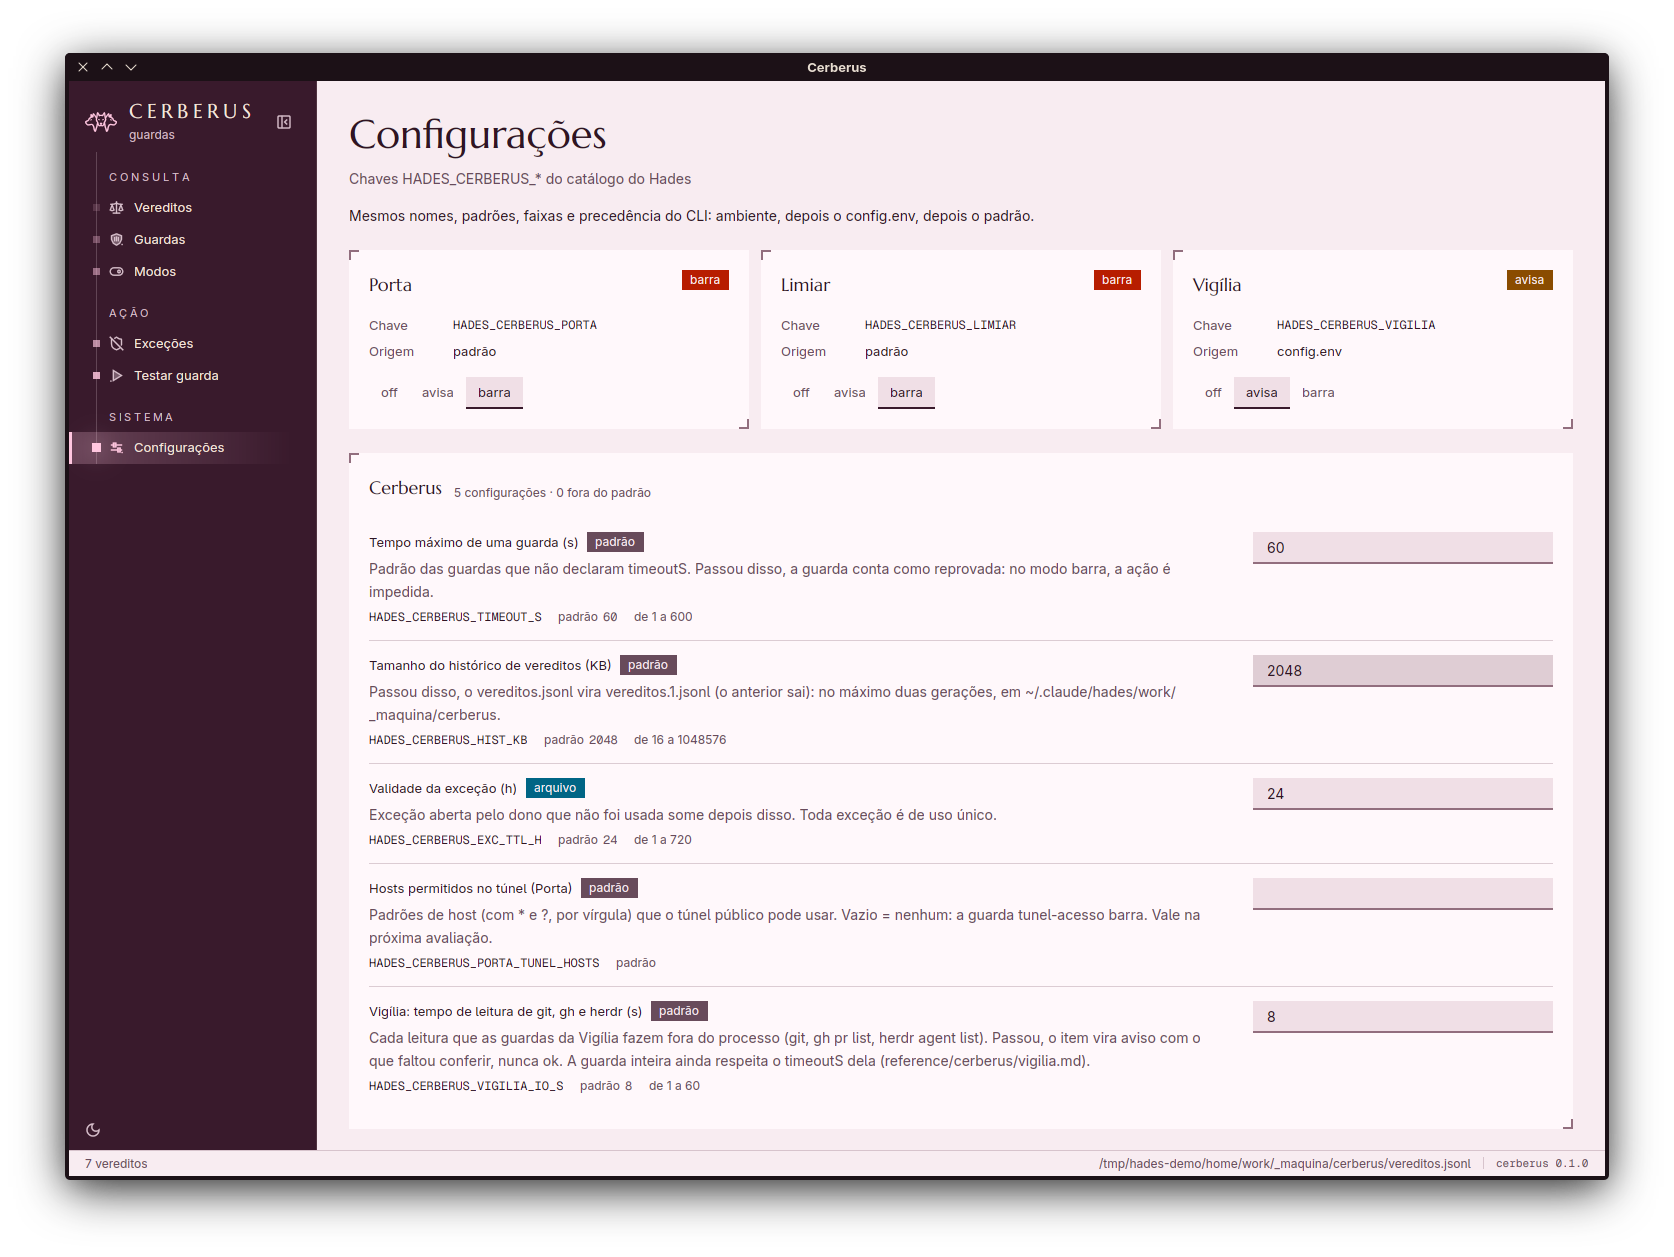 Cerberus
CERBERUS
guardas
CONSULTA
Vereditos
Guardas
Modos
AÇÃO
Exceções
Testar guarda
SISTEMA
Configurações
Configurações
Chaves HADES_CERBERUS_* do catálogo do Hades
Mesmos nomes, padrões, faixas e precedência do CLI: ambiente, depois o config.env, depois o padrão.
Porta barra
Chave HADES_CERBERUS_PORTA
Origem padrão
off avisa barra
Limiar barra
Chave HADES_CERBERUS_LIMIAR
Origem padrão
off avisa barra
Vigília avisa
Chave HADES_CERBERUS_VIGILIA
Origem config.env
off avisa barra
Cerberus 5 configurações · 0 fora do padrão
Tempo máximo de uma guarda (s) padrão 60
Padrão das guardas que não declaram timeoutS. Passou disso, a guarda conta como reprovada: no modo barra, a ação é
impedida.
HADES_CERBERUS_TIMEOUT_S padrão 60 de 1 a 600
Tamanho do histórico de vereditos (KB) padrão 2048
Passou disso, o vereditos.jsonl vira vereditos.1.jsonl (o anterior sai): no máximo duas gerações, em ~/.claude/hades/work/
_maquina/cerberus.
HADES_CERBERUS_HIST_KB padrão 2048 de 16 a 1048576
Validade da exceção (h) arquivo 24
Exceção aberta pelo dono que não foi usada some depois disso. Toda exceção é de uso único.
HADES_CERBERUS_EXC_TTL_H padrão 24 de 1 a 720
Hosts permitidos no túnel (Porta) padrão
Padrões de host (com * e ?, por vírgula) que o túnel público pode usar. Vazio = nenhum: a guarda tunel-acesso barra. Vale na
próxima avaliação.
HADES_CERBERUS_PORTA_TUNEL_HOSTS padrão
Vigília: tempo de leitura de git, gh e herdr (s) padrão 8
Cada leitura que as guardas da Vigília fazem fora do processo (git, gh pr list, herdr agent list). Passou, o item vira aviso com o
que faltou conferir, nunca ok. A guarda inteira ainda respeita o timeoutS dela (reference/cerberus/vigilia.md).
HADES_CERBERUS_VIGILIA_IO_S padrão 8 de 1 a 60
7 vereditos
/tmp/hades-demo/home/work/_maquina/cerberus/vereditos.jsonl cerberus 0.1.0